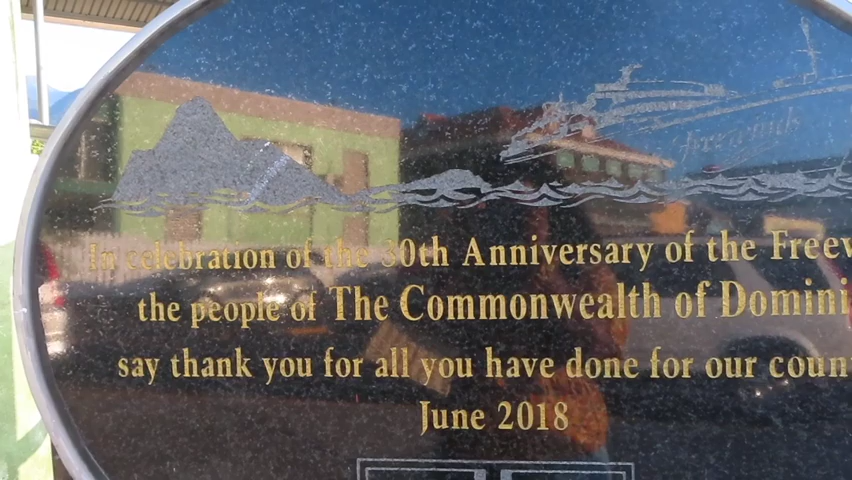 freewinds
In celebration of the 30th Anniversary of the Freew
the people of The Commonwealth of Domini
say thank you for all you have done for our coun
June 2018